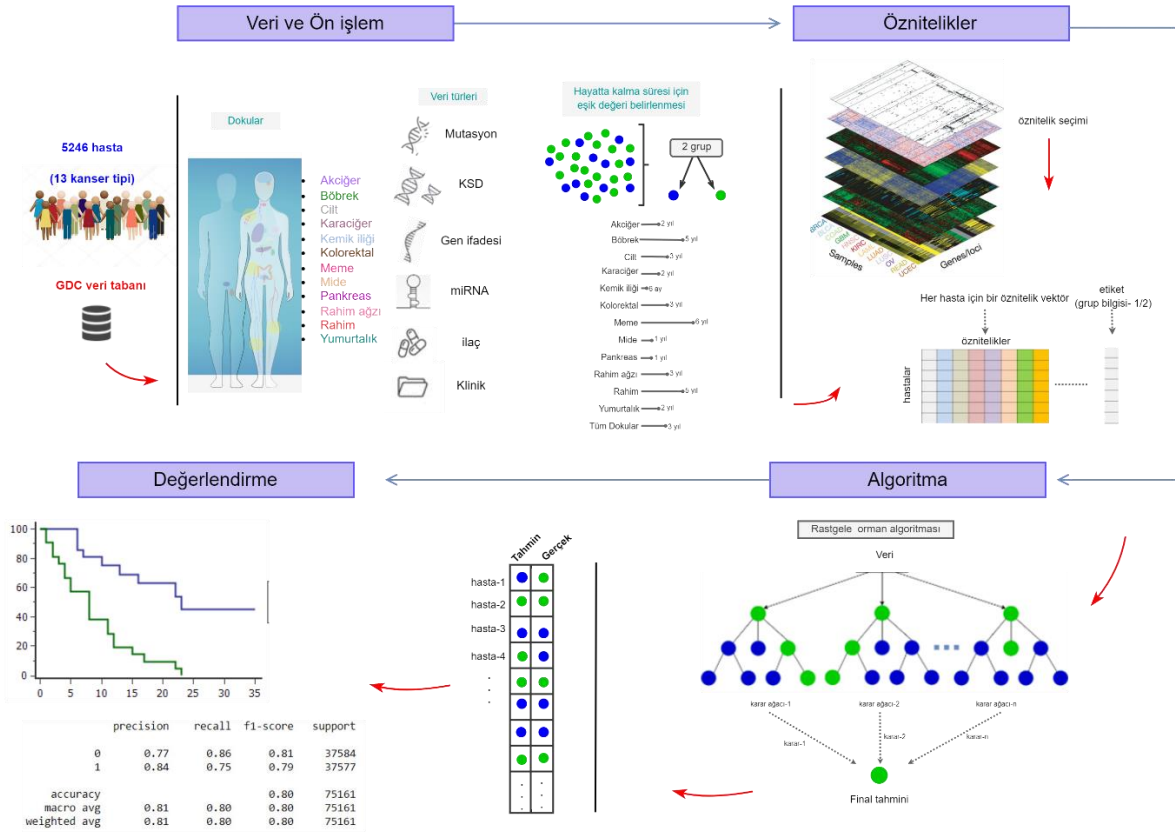 Veri ve Ön işlem
Öznitelikler
5246 hasta
(13 kanser tipi)
GDC veri tabanı
Dokular
Akciğer
Böbrek
Cilt
Karaciğer
Kemik iliği
Kolorektal
Meme
Mide
Pankreas
Rahim ağzı
Rahim
Yumurtalık
Veri türleri
Mutasyon
KSD
Gen ifadesi
miRNA
ilaç
Klinik
Hayatta kalma süresi için
eşik değeri belirlenmesi
2 grup
Akciğer 2 yıl
Böbrek 5 yıl
Cilt 3 yıl
Karaciğer 2 yıl
Kemik iliği 6 ay
Kolorektal 3 yıl
Meme 6 yıl
Mide 1 yıl
Pankreas 1 yıl
Rahim ağzı 3 yıl
Rahim 5 yıl
Yumurtalık 2 yıl
Tüm Dokular 3 yıl
öznitelik seçimi
BRCA
GBM
HNSC
KIRC
LUAD
OV
READ
UCEC
Samples
Genes/loci
Her hasta için bir öznitelik vektör
etiket
(grup bilgisi- 1/2)
öznitelikler
hastalar
Değerlendirme
Algoritma
100
80
60
40
20
0
0 5 10 15 20 25 30 35
precision recall f1-score support
0 0.77 0.86 0.81 37584
1 0.84 0.75 0.79 37577
accuracy 0.80 75161
macro avg 0.81 0.80 0.80 75161
weighted avg 0.81 0.80 0.80 75161
Tahmin
Gerçek
hasta-1
hasta-2
hasta-3
hasta-4
Rastgele orman algoritması
Veri
karar ağacı-1
karar ağacı-2
karar ağacı-n
karar-1
karar-2
karar-n
Final tahmini